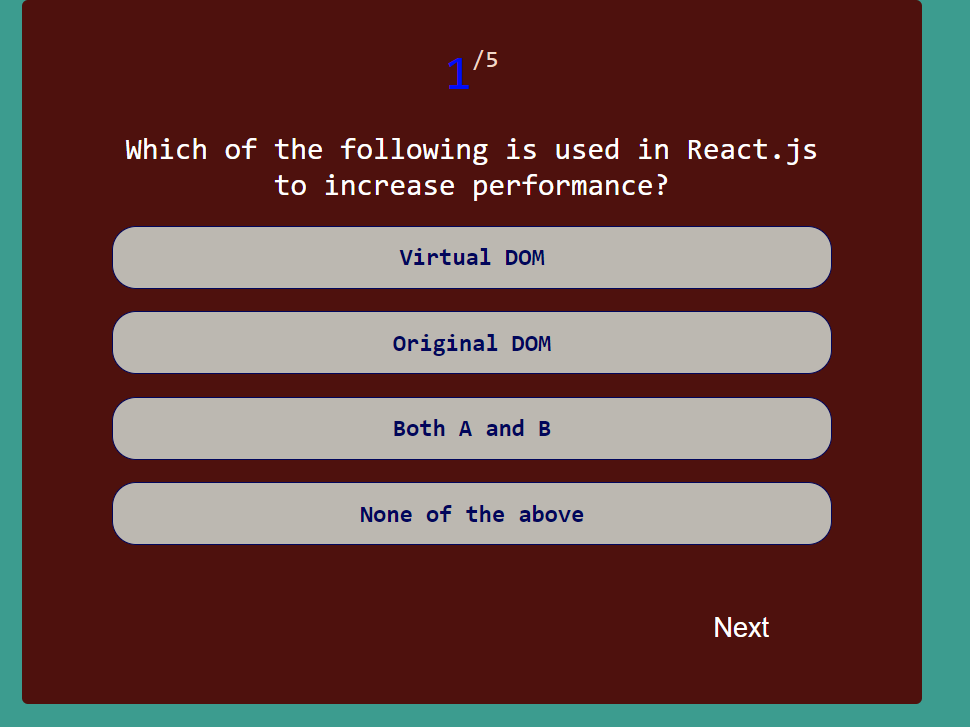 1/5
Which of the following is used in React.js
to increase performance?
Virtual DOM
Original DOM
Both A and B
None of the above
Next